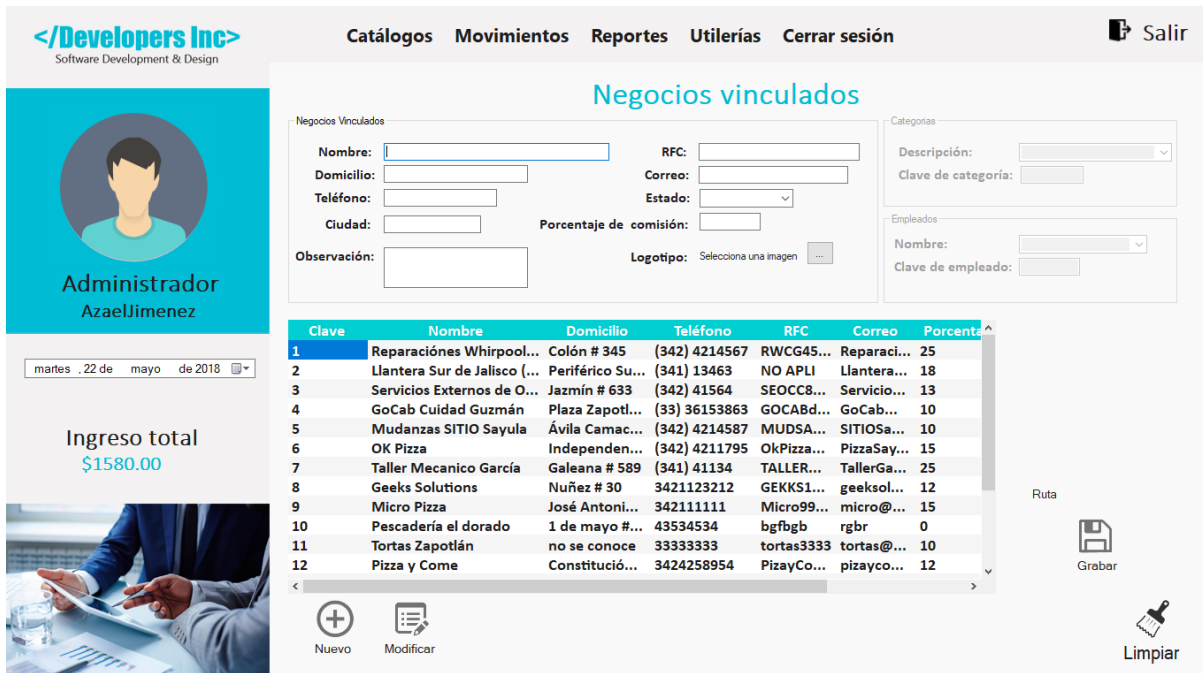 </Developers Inc>
Software Development & Design
Catálogos Movimientos Reportes Utilerías Cerrar sesión
Salir
Administrador
AzaelJimenez
martes , 22 de mayo de 2018
Ingreso total
$1580.00
Negocios vinculados
Negocios Vinculados
Nombre: RFC:
Domicilio: Correo:
Teléfono: Estado:
Ciudad: Porcentaje de comisión:
Observación: Logotipo: Selecciona una imagen ...
Categorias
Descripción:
Clave de categoría:
Empleados
Nombre:
Clave de empleado:
Clave Nombre Domicilio Teléfono RFC Correo Porcenta
1 Reparaciónes Whirpool... Colón # 345 (342) 4214567 RWCG45... Reparaci... 25
2 Llantera Sur de Jalisco (... Periférico Su... (341) 13463 NO APLI Llantera... 18
3 Servicios Externos de O... Jazmín # 633 (342) 41564 SEOCC8... Servicio... 13
4 GoCab Cuidad Guzmán Plaza Zapotl... (33) 36153863 GOCABd... GoCab... 10
5 Mudanzas SITIO Sayula Ávila Camac... (342) 4214587 MUDSA... SITIOSa... 10
6 OK Pizza Independen... (342) 4211795 OkPizza... PizzaSay... 15
7 Taller Mecanico García Galeana # 589 (341) 41134 TALLER... TallerGa... 25
8 Geeks Solutions Nuñez # 30 3421123212 GEKKS1... geeksol... 12
9 Micro Pizza José Antoni... 342111111 Micro99... micro@... 15
10 Pescadería el dorado 1 de mayo #... 43534534 bgfbgb rgbr 0
11 Tortas Zapotlán no se conoce 33333333 tortas3333 tortas@... 10
12 Pizza y Come Constitució... 3424258954 PizayCo... pizayco... 12
Ruta
Grabar
Nuevo Modificar
Limpiar